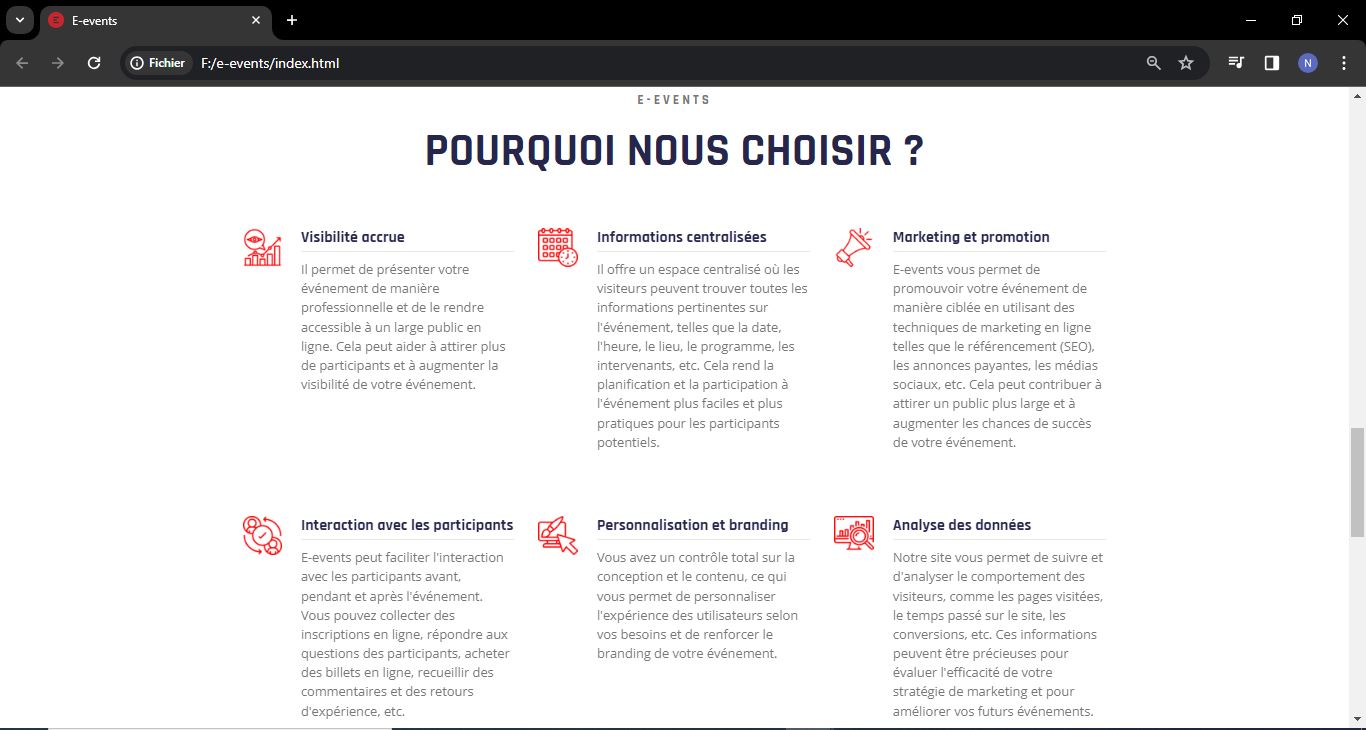 E-events
Fichier
F:/e-events/index.html
N
E-EVENTS
POURQUOI NOUS CHOISIR ?
Visibilité accrue
Il permet de présenter votre
événement de manière
professionnelle et de le rendre
accessible à un large public en
ligne. Cela peut aider à attirer plus
de participants et à augmenter la
visibilité de votre événement.
Informations centralisées
Il offre un espace centralisé où les
visiteurs peuvent trouver toutes les
informations pertinentes sur
l'événement, telles que la date,
l'heure, le lieu, le programme, les
intervenants, etc. Cela rend la
planification et la participation à
l'événement plus faciles et plus
pratiques pour les participants
potentiels.
Marketing et promotion
E-events vous permet de
promouvoir votre événement de
manière ciblée en utilisant des
techniques de marketing en ligne
telles que le référencement (SEO),
les annonces payantes, les médias
sociaux, etc. Cela peut contribuer à
attirer un public plus large et à
augmenter les chances de succès
de votre événement.
Interaction avec les participants
E-events peut faciliter l'interaction
avec les participants avant,
pendant et après l'événement.
Vous pouvez collecter des
inscriptions en ligne, répondre aux
questions des participants, acheter
des billets en ligne, recueillir des
commentaires et des retours
d'expérience, etc.
Personnalisation et branding
Vous avez un contrôle total sur la
conception et le contenu, ce qui
vous permet de personnaliser
l'expérience des utilisateurs selon
vos besoins et de renforcer le
branding de votre événement.
Analyse des données
Notre site vous permet de suivre et
d'analyser le comportement des
visiteurs, comme les pages visitées,
le temps passé sur le site, les
conversions, etc. Ces informations
peuvent être précieuses pour
évaluer l'efficacité de votre
stratégie de marketing et pour
améliorer vos futurs événements.